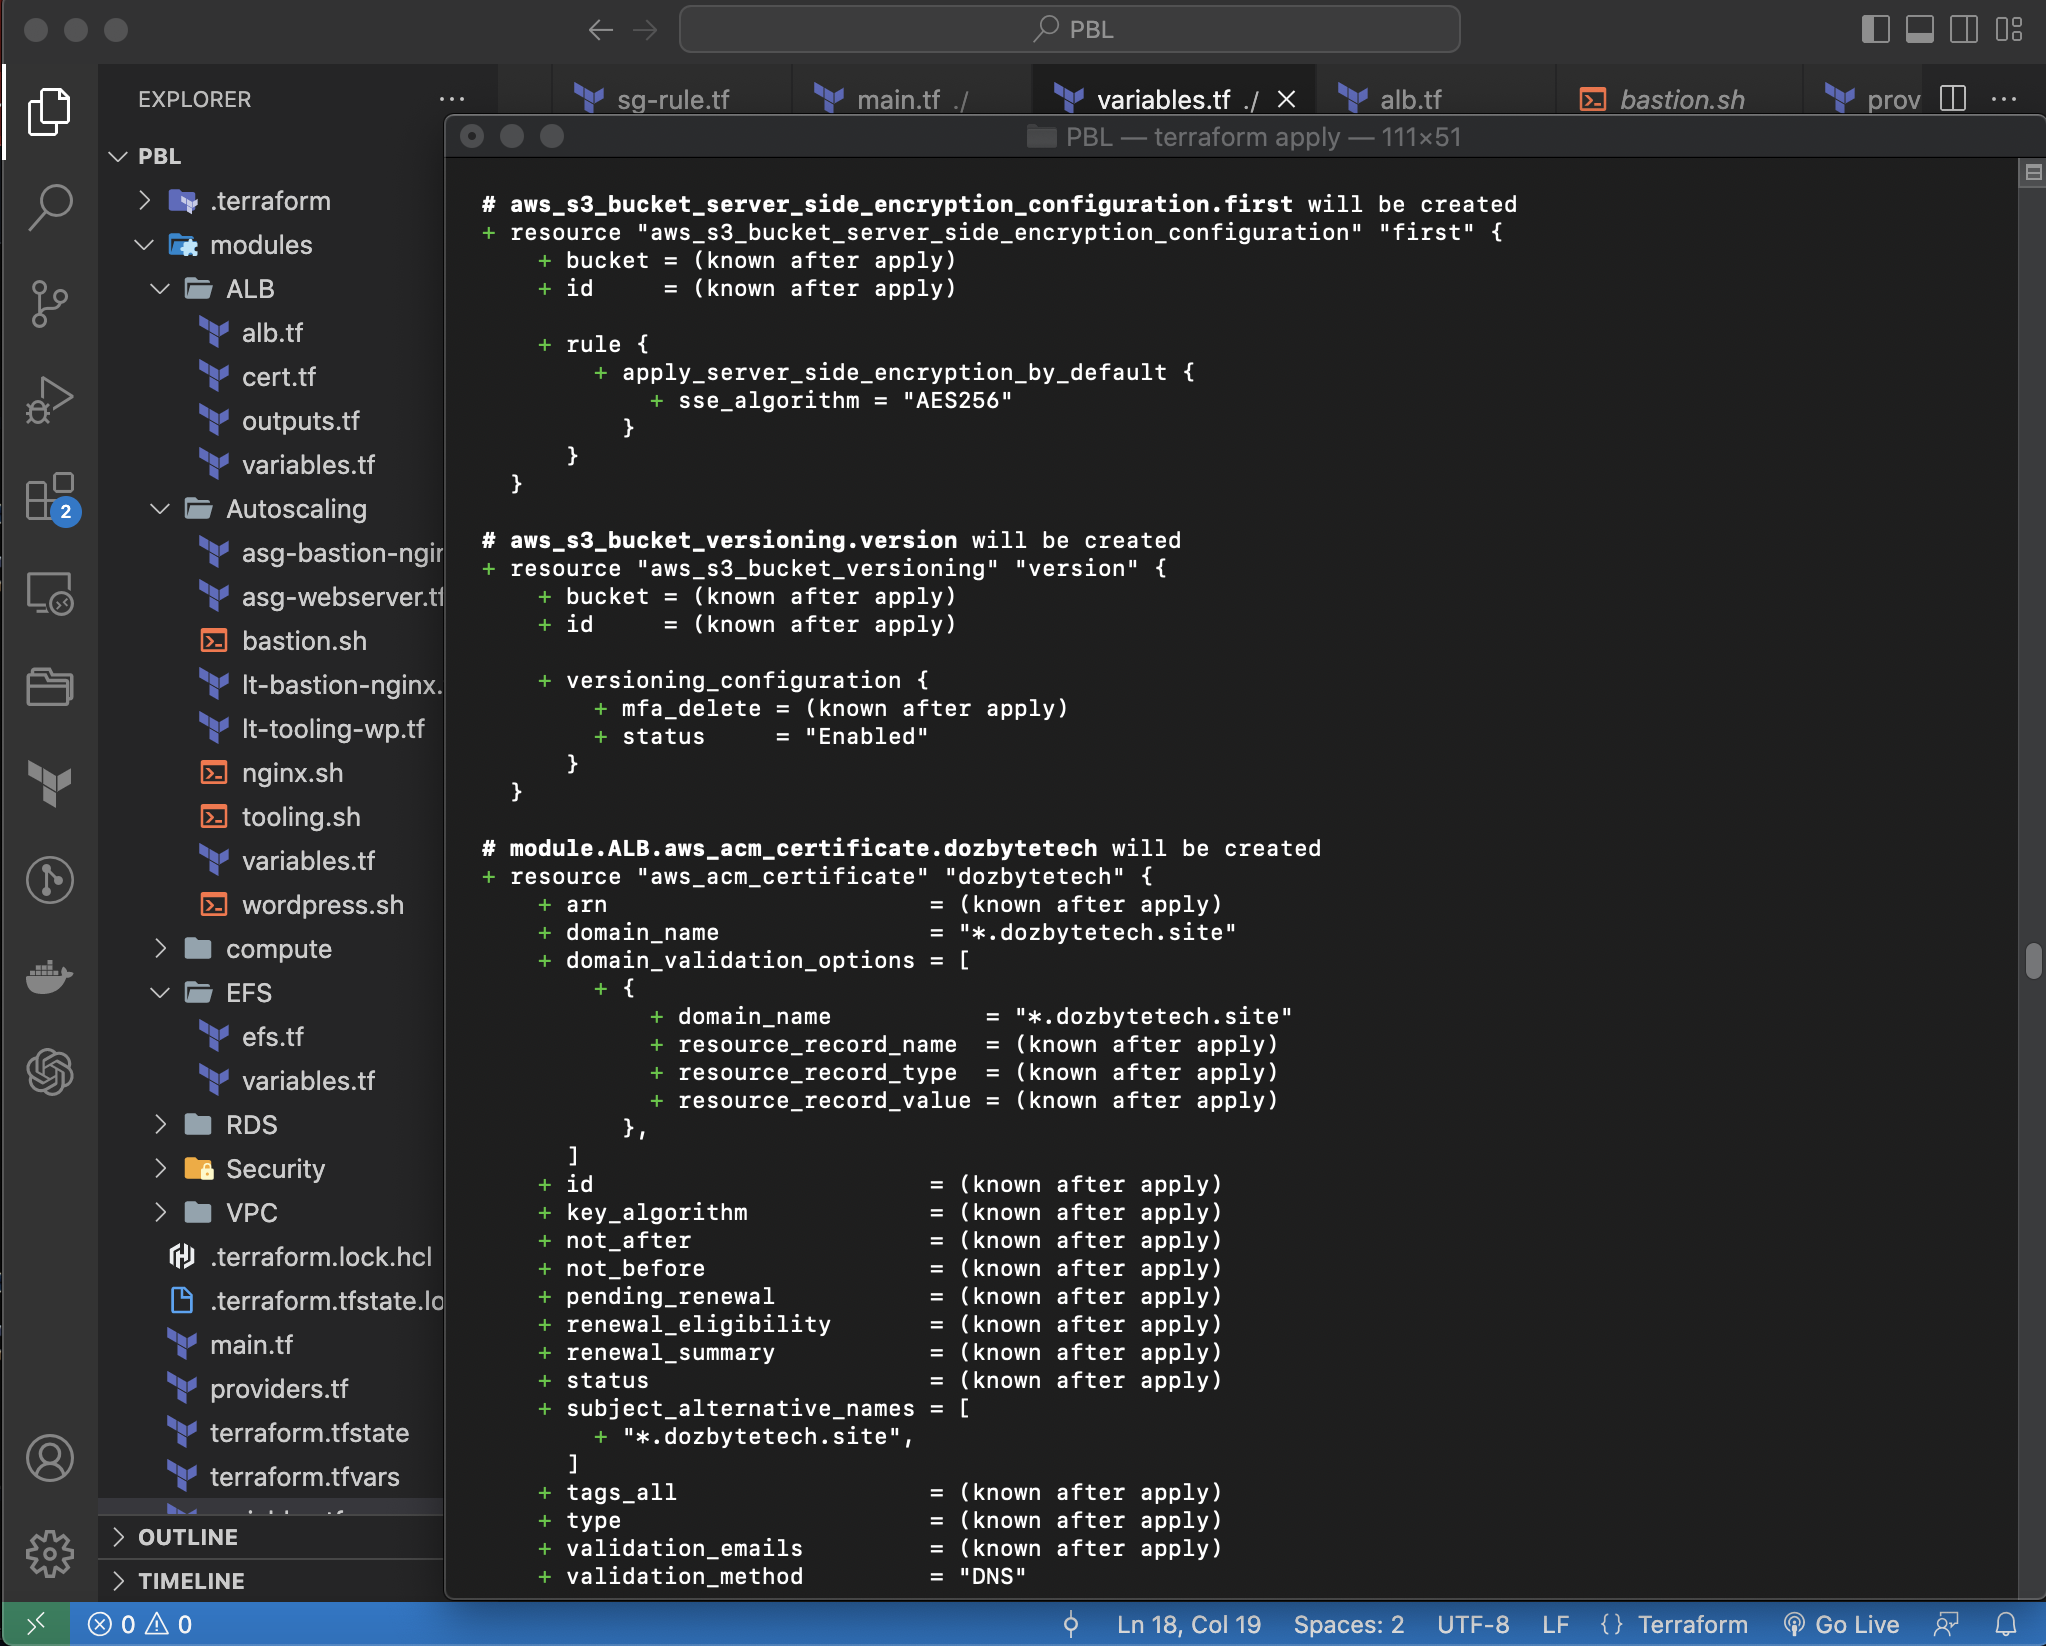 PBL
EXPLORER
sg-rule.tf
main.tf ./
variables.tf ./
alb.tf
bastion.sh
prov
PBL
.terraform
modules
ALB
alb.tf
cert.tf
outputs.tf
variables.tf
Autoscaling
asg-bastion-ngin
asg-webserver.tf
bastion.sh
lt-bastion-nginx.
lt-tooling-wp.tf
nginx.sh
tooling.sh
variables.tf
wordpress.sh
compute
EFS
efs.tf
variables.tf
RDS
Security
VPC
.terraform.lock.hcl
.terraform.tfstate.lo
main.tf
providers.tf
terraform.tfstate
terraform.tfvars
OUTLINE
TIMELINE
2
PBL — terraform apply — 111×51
# aws_s3_bucket_server_side_encryption_configuration.first will be created
+ resource "aws_s3_bucket_server_side_encryption_configuration" "first" {
+ bucket = (known after apply)
+ id     = (known after apply)
+ rule {
+ apply_server_side_encryption_by_default {
+ sse_algorithm = "AES256"
}
}
}
# aws_s3_bucket_versioning.version will be created
+ resource "aws_s3_bucket_versioning" "version" {
+ bucket = (known after apply)
+ id     = (known after apply)
+ versioning_configuration {
+ mfa_delete = (known after apply)
+ status     = "Enabled"
}
}
# module.ALB.aws_acm_certificate.dozbytetech will be created
+ resource "aws_acm_certificate" "dozbytetech" {
+ arn                       = (known after apply)
+ domain_name               = "*.dozbytetech.site"
+ domain_validation_options = [
+ {
+ domain_name           = "*.dozbytetech.site"
+ resource_record_name  = (known after apply)
+ resource_record_type  = (known after apply)
+ resource_record_value = (known after apply)
},
]
+ id                        = (known after apply)
+ key_algorithm             = (known after apply)
+ not_after                 = (known after apply)
+ not_before                = (known after apply)
+ pending_renewal           = (known after apply)
+ renewal_eligibility       = (known after apply)
+ renewal_summary           = (known after apply)
+ status                    = (known after apply)
+ subject_alternative_names = [
+ "*.dozbytetech.site",
]
+ tags_all                  = (known after apply)
+ type                      = (known after apply)
+ validation_emails         = (known after apply)
+ validation_method         = "DNS"
0 0 Ln 18, Col 19 Spaces: 2 UTF-8 LF {} Terraform Go Live